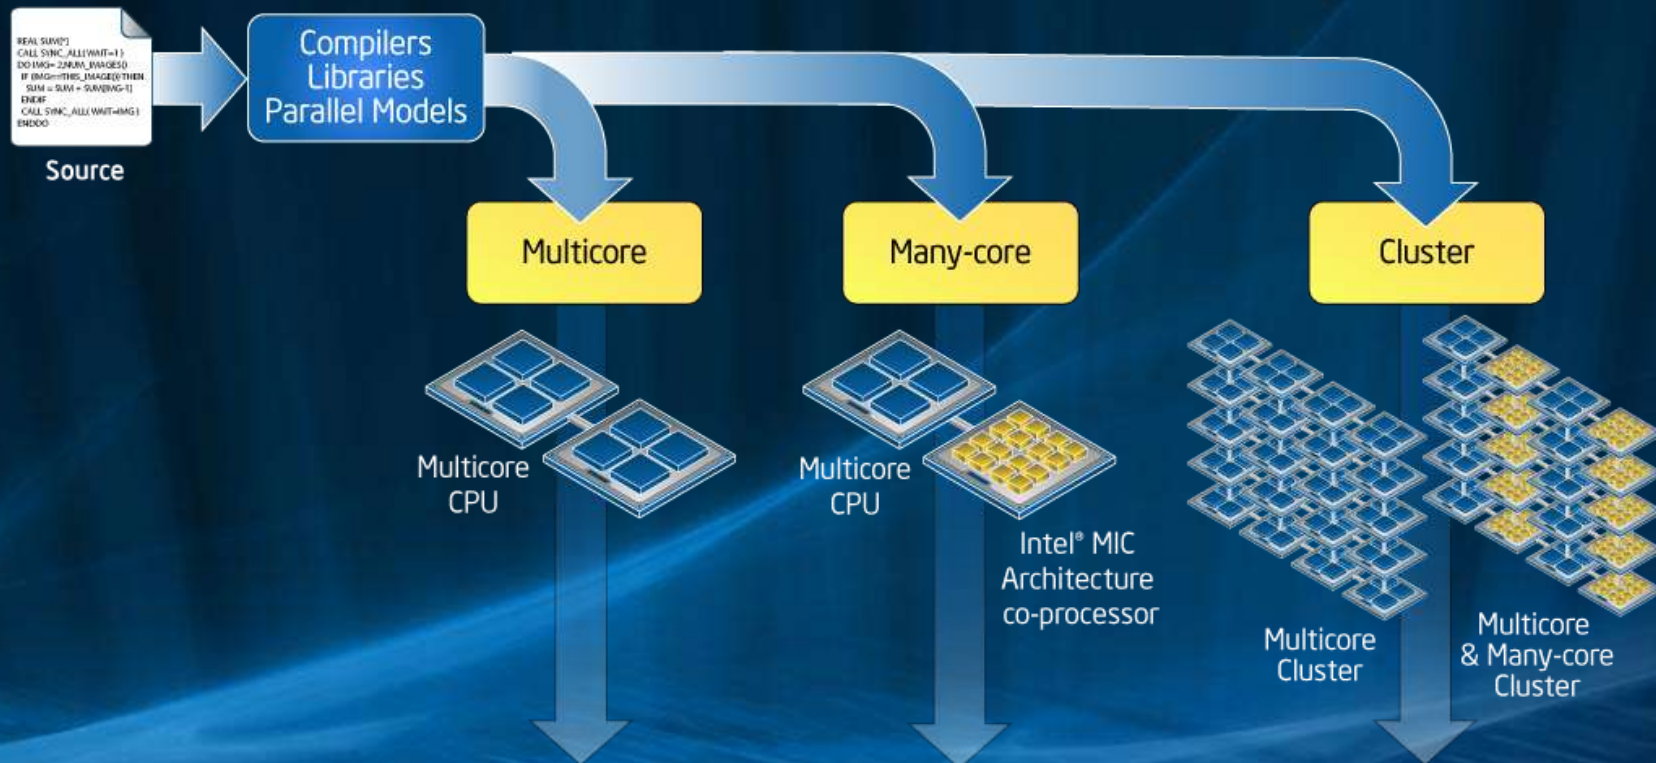 REAL SUM[*]
CALL SYNC_ALL( WAIT=1 )
DO IMG= 2,NUM_IMAGES()
IF (IMG==THIS_IMAGE()) THEN
SUM = SUM + SUM[IMG-1]
ENDIF
CALL SYNC_ALL( WAIT=IMG )
ENDDO
Source
Compilers
Libraries
Parallel Models
Multicore
Many-core
Cluster
Multicore
CPU
Multicore
CPU
Intel® MIC
Architecture
co-processor
Multicore
Cluster
Multicore
& Many-core
Cluster